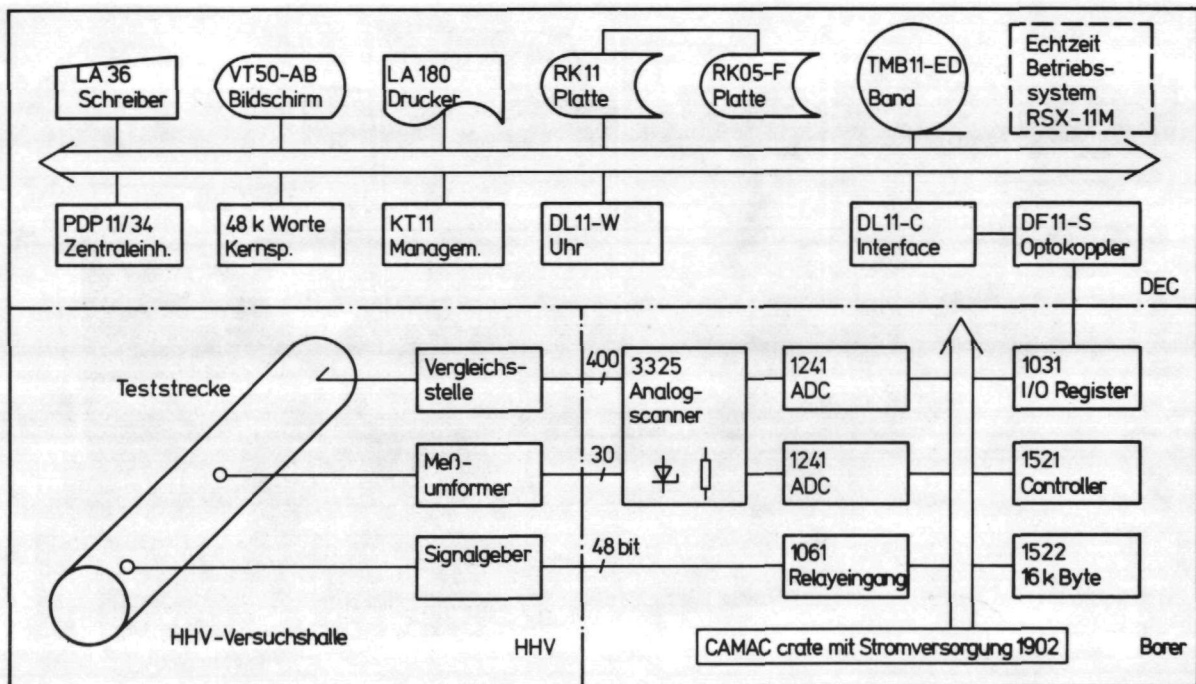 LA 36
Schreiber
VT50-AB
Bildschirm
LA 180
Drucker
RK11
Platte
RK05-F
Platte
TMB11-ED
Band
Echtzeit
Betriebs-
system
RSX-11M
PDP 11/34
Zentraleinh.
48 k Worte
Kernsp.
KT11
Managem.
DL11-W
Uhr
DL11-C
Interface
DF 11-S
Optokoppler
DEC
Teststrecke
Vergleichs-
stelle
400
3325
Analog-
scanner
1241
ADC
1031
I/O Register
Meß-
umformer
30
1241
ADC
1521
Controller
Signalgeber
48 bit
1061
Relayeingang
1522
16 k Byte
HHV-Versuchshalle
HHV
CAMAC crate mit Stromversorgung 1902
Borer